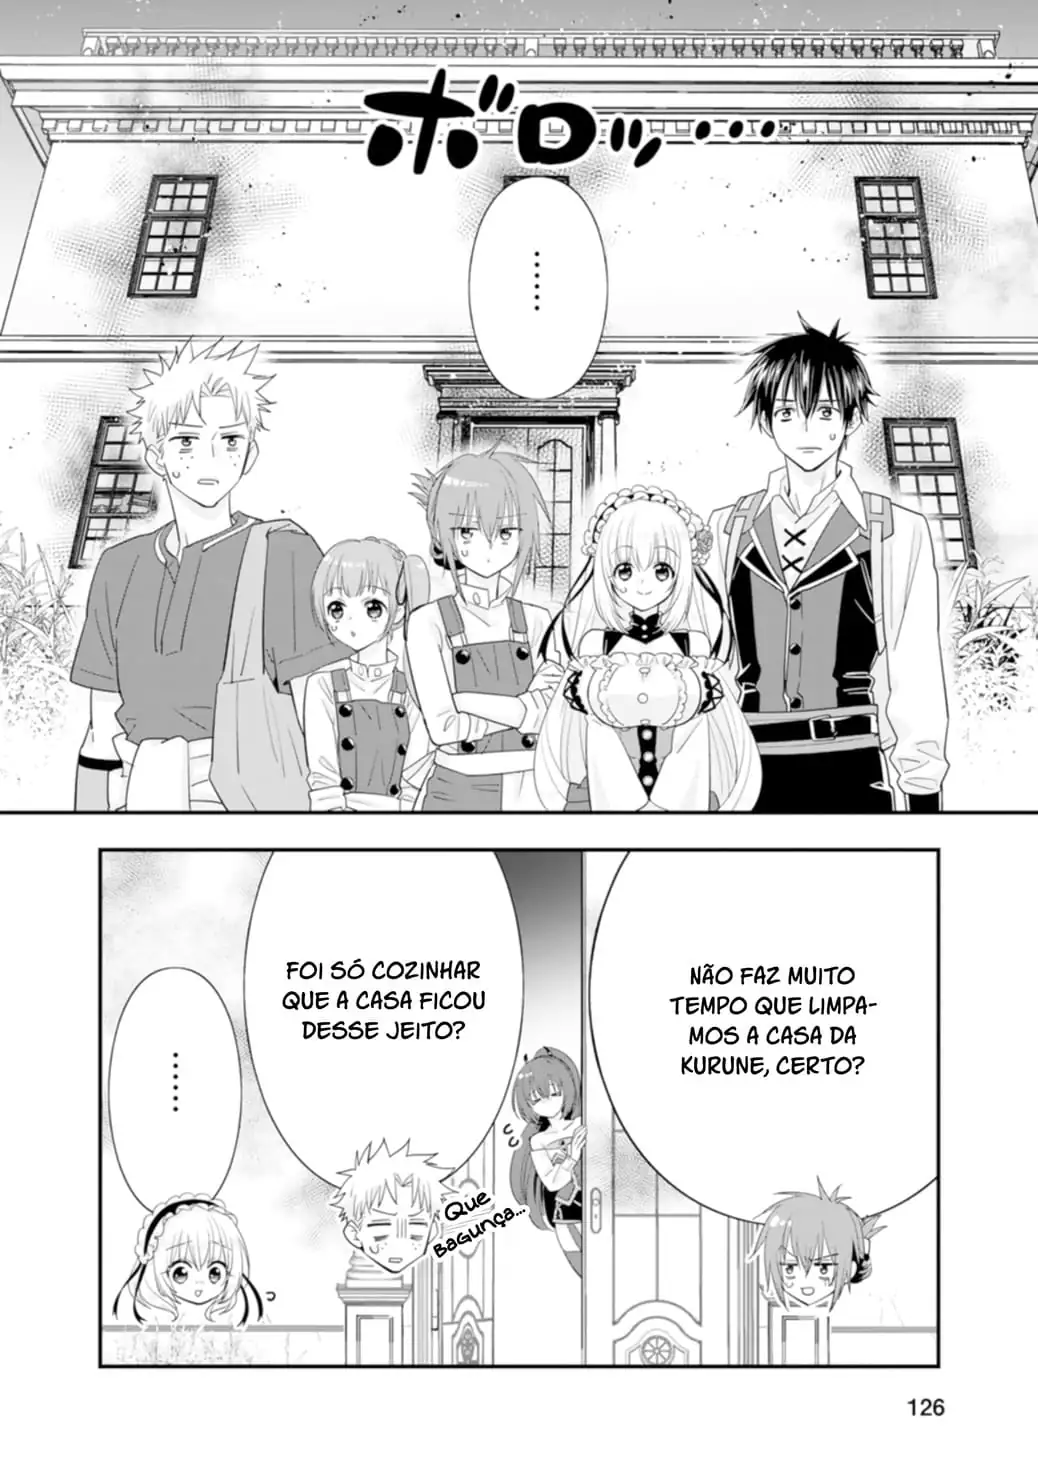 ボロッ・・・
......
NÃO FAZ MUITO
TEMPO QUE LIMPA-
MOS A CASA DA
KURUNE, CERTO?
FOI SÓ COZINHAR
QUE A CASA FICOU
DESSE JEITO?
QUE
BAGUNÇA...
......
126